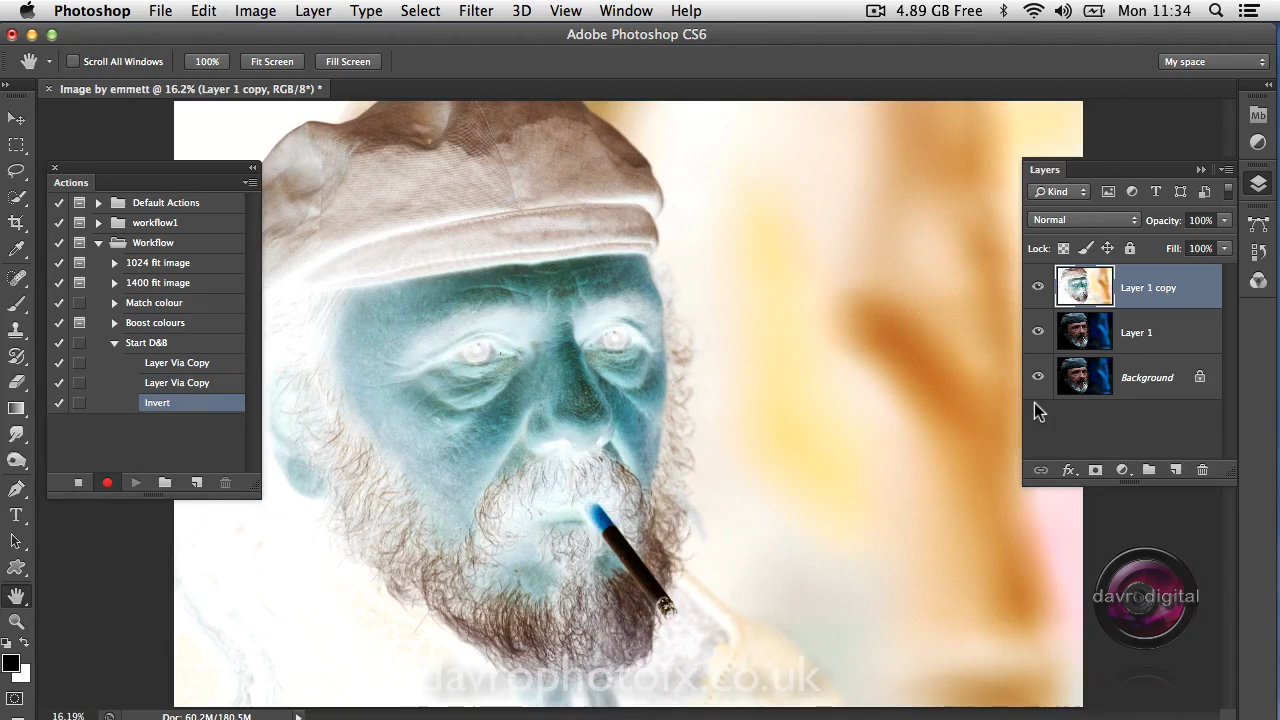 Photoshop File Edit Image Layer Type Select Filter 3D View Window Help 4.89 GB Free Mon 11:34
Adobe Photoshop CS6
Scroll All Windows 100% Fit Screen Fill Screen My space
× Image by emmett @ 16.2% (Layer 1 copy, RGB/8*) *
Mb
Actions
Default Actions
workflow1
Workflow
1024 fit image
1400 fit image
Match colour
Boost colours
Start D&B
Layer Via Copy
Layer Via Copy
Invert
Layers
Kind
Normal Opacity: 100%
Lock: Fill: 100%
Layer 1 copy
Layer 1
Background
fx
davro digital
davrophotofx.co.uk
16.19% Doc: 60.2M/180.5M